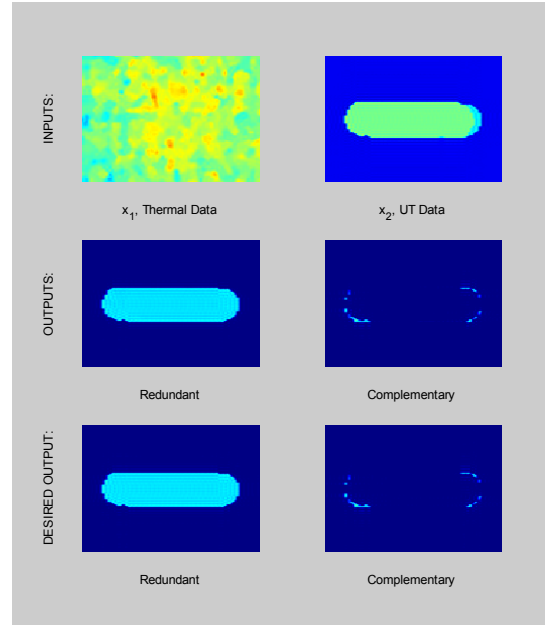 INPUTS:
x1, Thermal Data
x2, UT Data
OUTPUTS:
Redundant
Complementary
DESIRED OUTPUT:
Redundant
Complementary